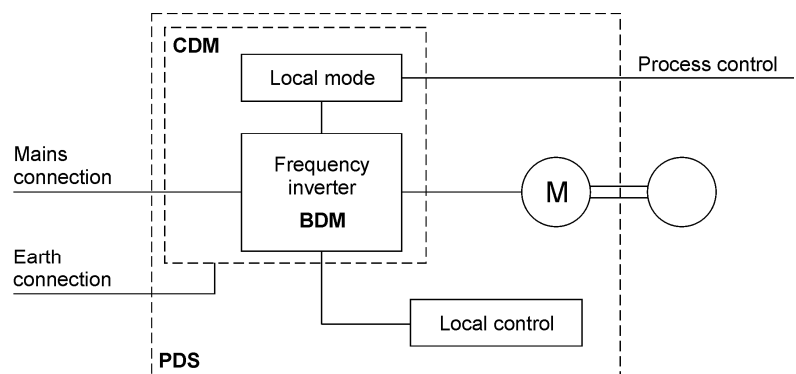 CDM
Local mode
Process control
Mains
connection
Frequency
inverter
BDM
M
Earth
connection
Local control
PDS